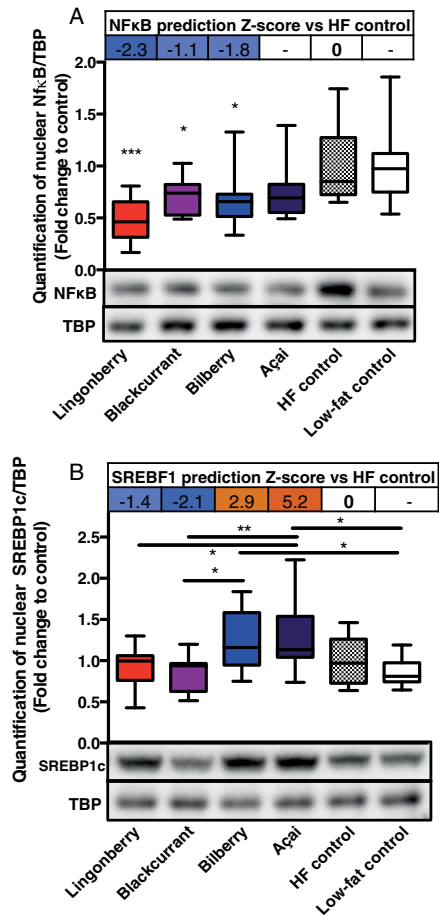 A
NFκB prediction Z-score vs HF control
-2.3 -1.1 -1.8 - 0 -
Quantification of nuclear NfκB/TBP
(Fold change to control)
2.0
1.5
1.0
0.5
0.0
*** * *
NFκB
TBP
Lingonberry
Blackcurrant
Bilberry
Açai
HF control
Low-fat control
B
SREBF1 prediction Z-score vs HF control
-1.4 -2.1 2.9 5.2 0 -
Quantification of nuclear SREBP1c/TBP
(Fold change to control)
2.5
2.0
1.5
1.0
0.5
0.0
** *
* *
*
SREBP1c
TBP
Lingonberry
Blackcurrant
Bilberry
Açai
HF control
Low-fat control